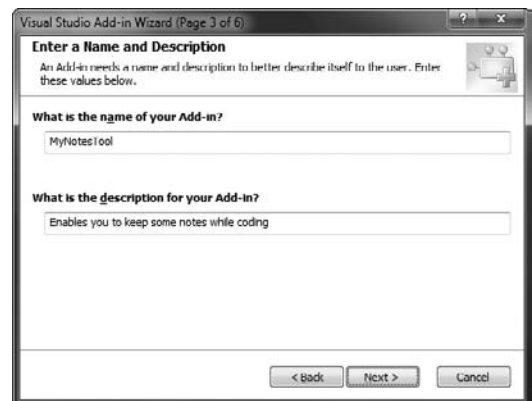 Visual Studio Add-in Wizard (Page 3 of 6)
Enter a Name and Description
An Add-in needs a name and description to better describe itself to the user. Enter
these values below.
What is the name of your Add-in?
MyNotesTool
What is the description for your Add-in?
Enables you to keep some notes while coding
< Back Next > Cancel